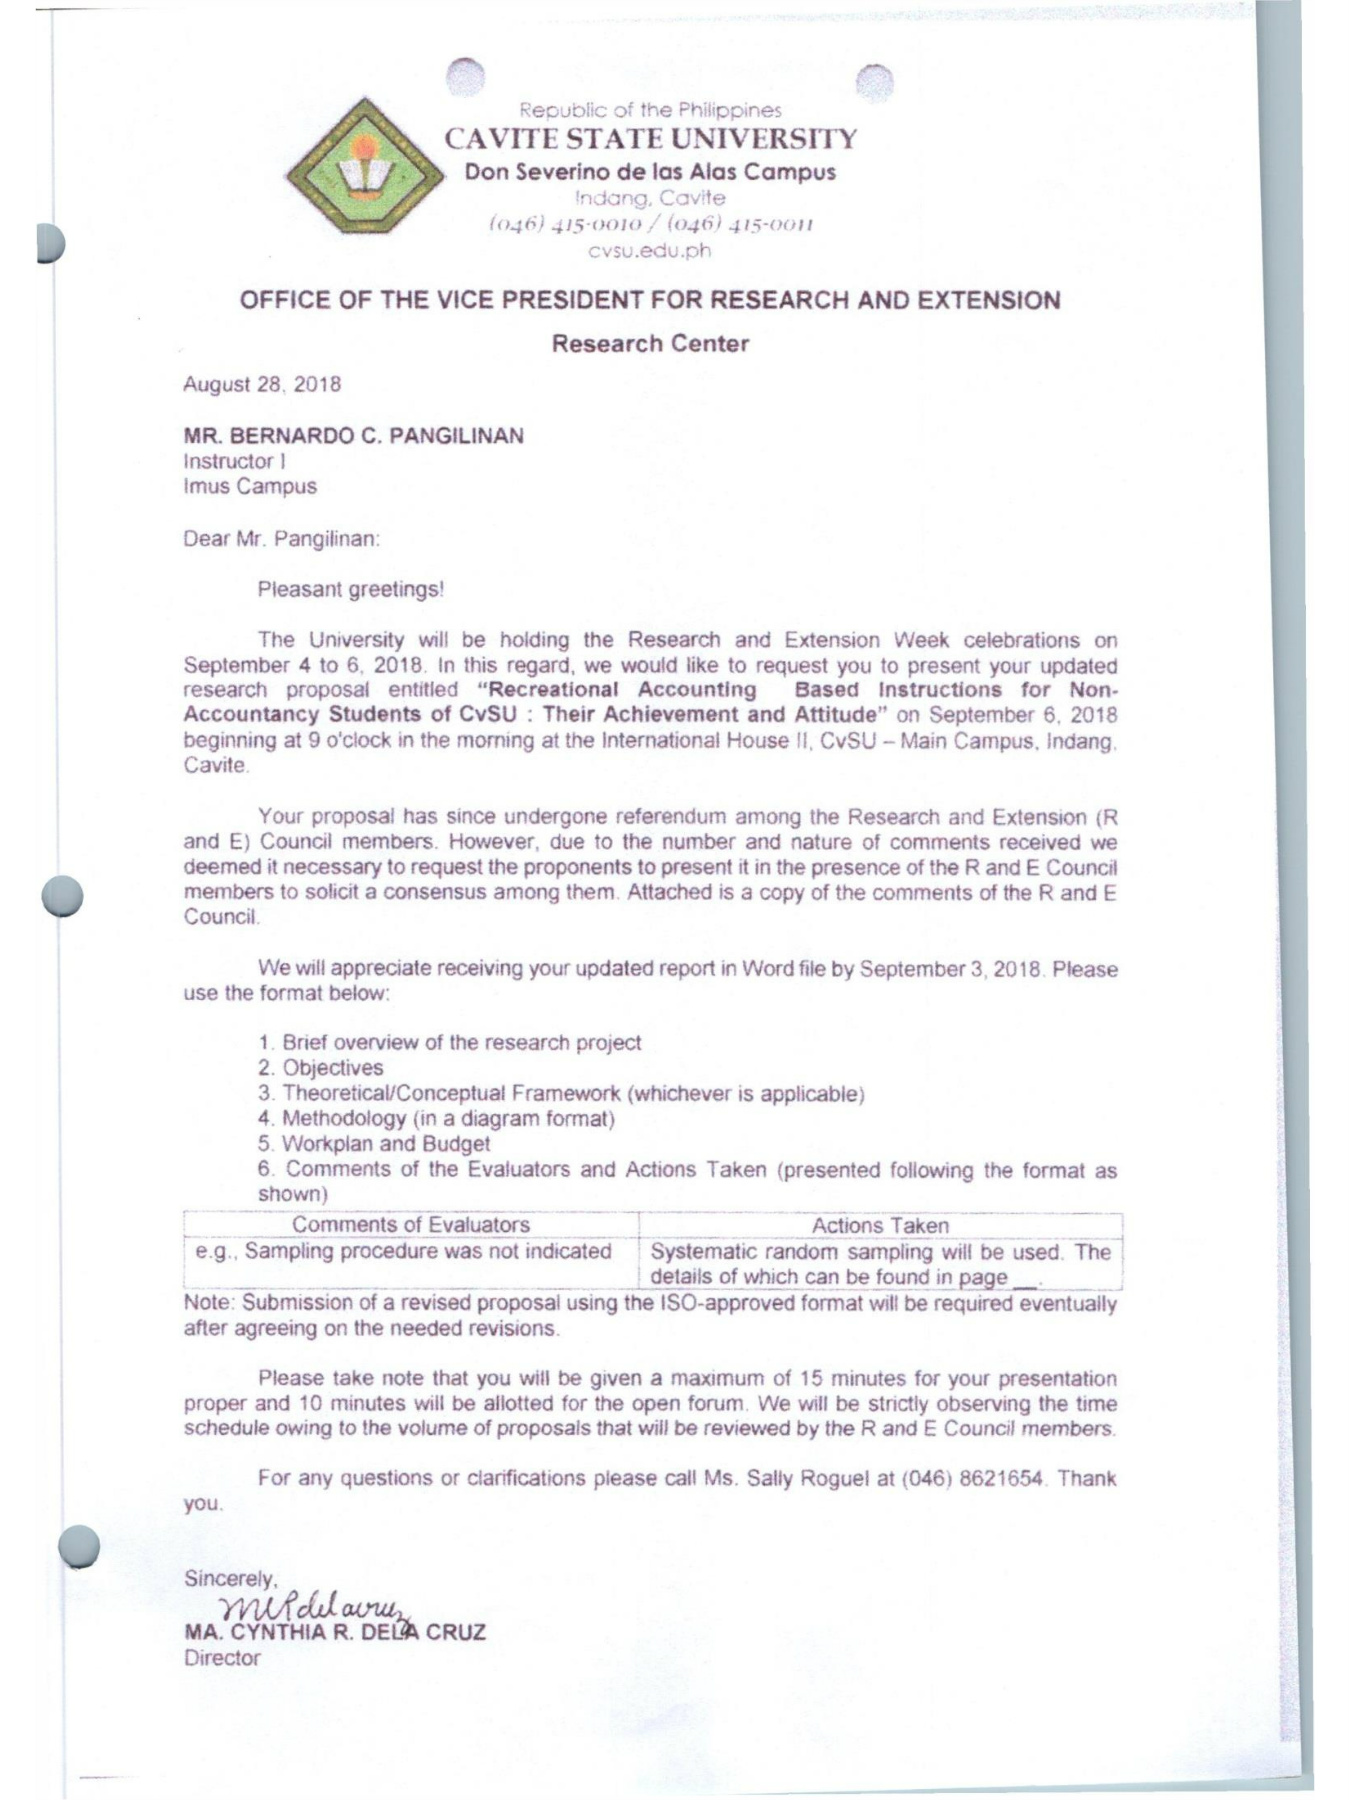 Republic of the Philippines
CAVITE STATE UNIVERSITY
Don Severino de las Alas Campus
Indang, Cavite
(046) 415-0010 / (046) 415-0011
cvsu.edu.ph
OFFICE OF THE VICE PRESIDENT FOR RESEARCH AND EXTENSION
Research Center
August 28, 2018
MR. BERNARDO C. PANGILINAN
Instructor I
Imus Campus
Dear Mr. Pangilinan:
Pleasant greetings!
The University will be holding the Research and Extension Week celebrations on
September 4 to 6, 2018. In this regard, we would like to request you to present your updated
research proposal entitled “Recreational Accounting Based Instructions for Non-
Accountancy Students of CvSU : Their Achievement and Attitude” on September 6, 2018
beginning at 9 o'clock in the morning at the International House II, CvSU – Main Campus, Indang,
Cavite.
Your proposal has since undergone referendum among the Research and Extension (R
and E) Council members. However, due to the number and nature of comments received we
deemed it necessary to request the proponents to present it in the presence of the R and E Council
members to solicit a consensus among them. Attached is a copy of the comments of the R and E
Council.
We will appreciate receiving your updated report in Word file by September 3, 2018. Please
use the format below:
1. Brief overview of the research project
2. Objectives
3. Theoretical/Conceptual Framework (whichever is applicable)
4. Methodology (in a diagram format)
5. Workplan and Budget
6. Comments of the Evaluators and Actions Taken (presented following the format as
shown)
Comments of Evaluators Actions Taken
e.g., Sampling procedure was not indicated Systematic random sampling will be used. The
details of which can be found in page __.
Note: Submission of a revised proposal using the ISO-approved format will be required eventually
after agreeing on the needed revisions.
Please take note that you will be given a maximum of 15 minutes for your presentation
proper and 10 minutes will be allotted for the open forum. We will be strictly observing the time
schedule owing to the volume of proposals that will be reviewed by the R and E Council members.
For any questions or clarifications please call Ms. Sally Roguel at (046) 8621654. Thank
you.
Sincerely,
MA. CYNTHIA R. DELA CRUZ
Director